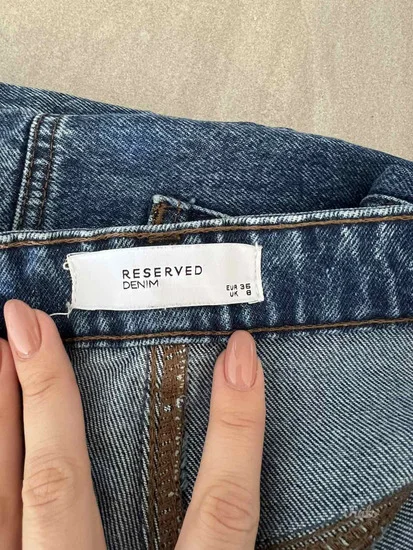 RESERVED
DENIM
EUR 36
UK 8